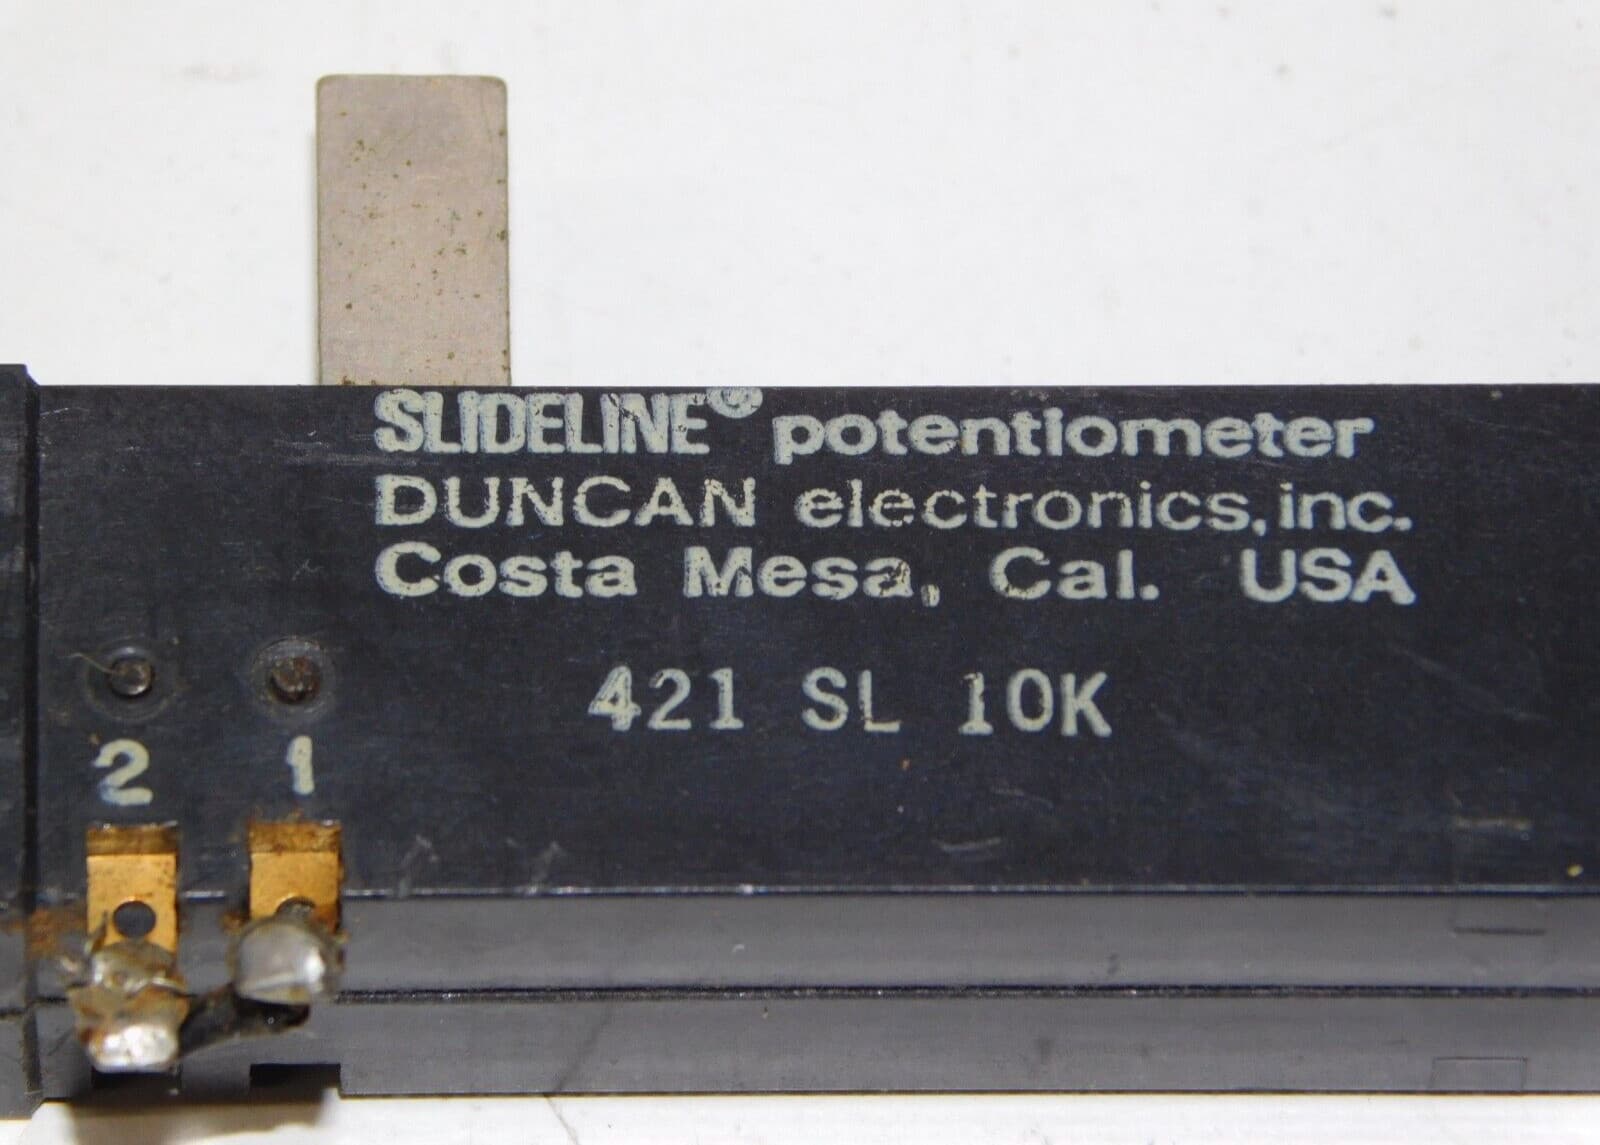 SLIDELINE® potentiometer
DUNCAN electronics, inc.
Costa Mesa, Cal. USA
421 SL 10K
2 1